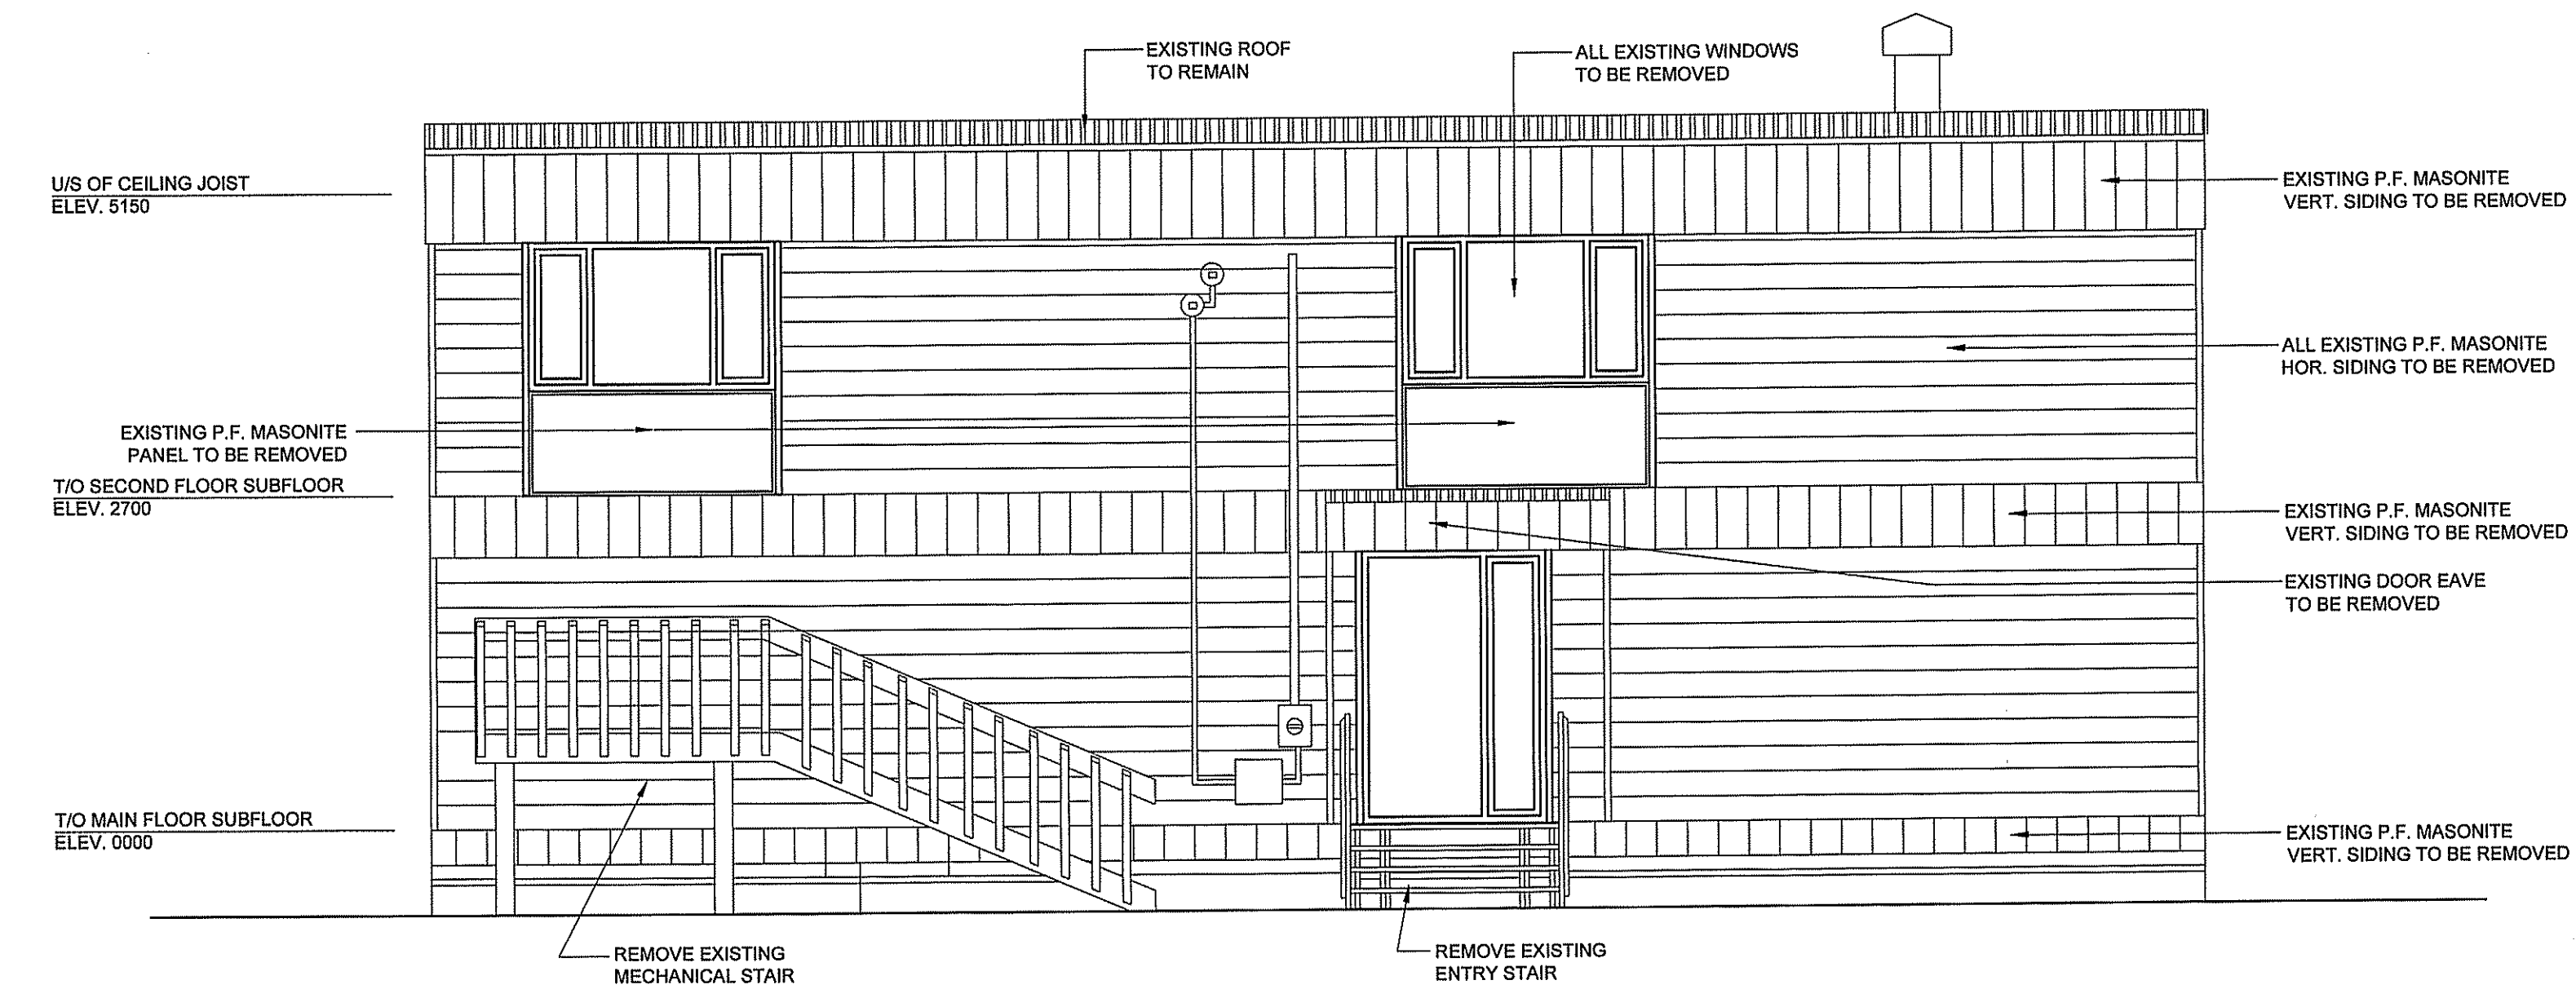 EXISTING ROOF
TO REMAIN
ALL EXISTING WINDOWS
TO BE REMOVED
U/S OF CEILING JOIST
ELEV. 5150
EXISTING P.F. MASONITE
VERT. SIDING TO BE REMOVED
ALL EXISTING P.F. MASONITE
HOR. SIDING TO BE REMOVED
EXISTING P.F. MASONITE
PANEL TO BE REMOVED
T/O SECOND FLOOR SUBFLOOR
ELEV. 2700
EXISTING P.F. MASONITE
VERT. SIDING TO BE REMOVED
EXISTING DOOR EAVE
TO BE REMOVED
T/O MAIN FLOOR SUBFLOOR
ELEV. 0000
EXISTING P.F. MASONITE
VERT. SIDING TO BE REMOVED
REMOVE EXISTING
MECHANICAL STAIR
REMOVE EXISTING
ENTRY STAIR